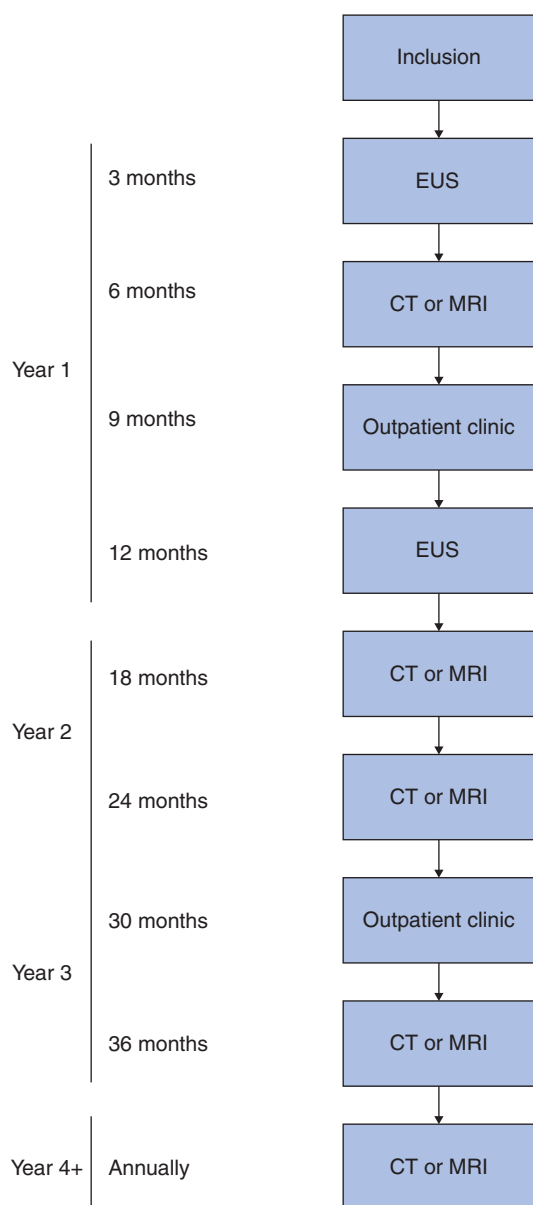 Inclusion
3 months
EUS
6 months
CT or MRI
Year 1
9 months
Outpatient clinic
12 months
EUS
18 months
CT or MRI
Year 2
24 months
CT or MRI
30 months
Outpatient clinic
Year 3
36 months
CT or MRI
Year 4+
Annually
CT or MRI